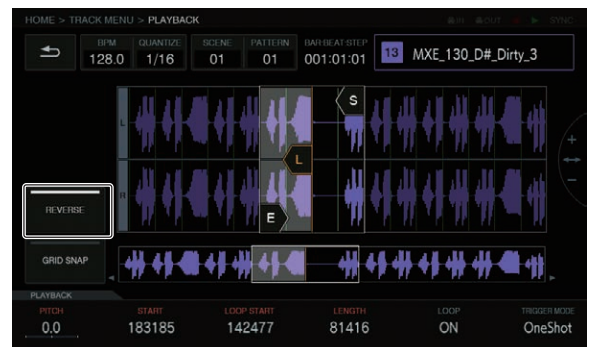 HOME > TRACK MENU > PLAYBACK IN OUT SYNC
BPM QUANTIZE SCENE PATTERN BAR:BEAT:STEP
128.0 1/16 01 01 001:01:01 13 MXE_130_D#_Dirty_3
S
L
L
+
-
R
E
REVERSE
GRID SNAP
PLAYBACK
PITCH START LOOP START LENGTH LOOP TRIGGER MODE
0.0 183185 142477 81416 ON OneShot